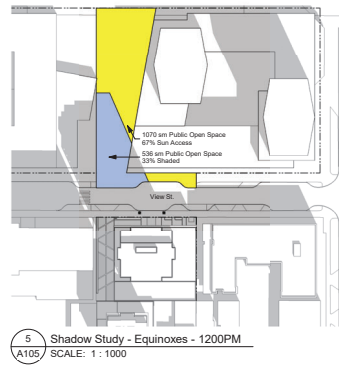 1070 sm Public Open Space
67% Sun Access
536 sm Public Open Space
33% Shaded
View St.
5
Shadow Study - Equinoxes - 1200PM
A105
SCALE: 1 : 1000